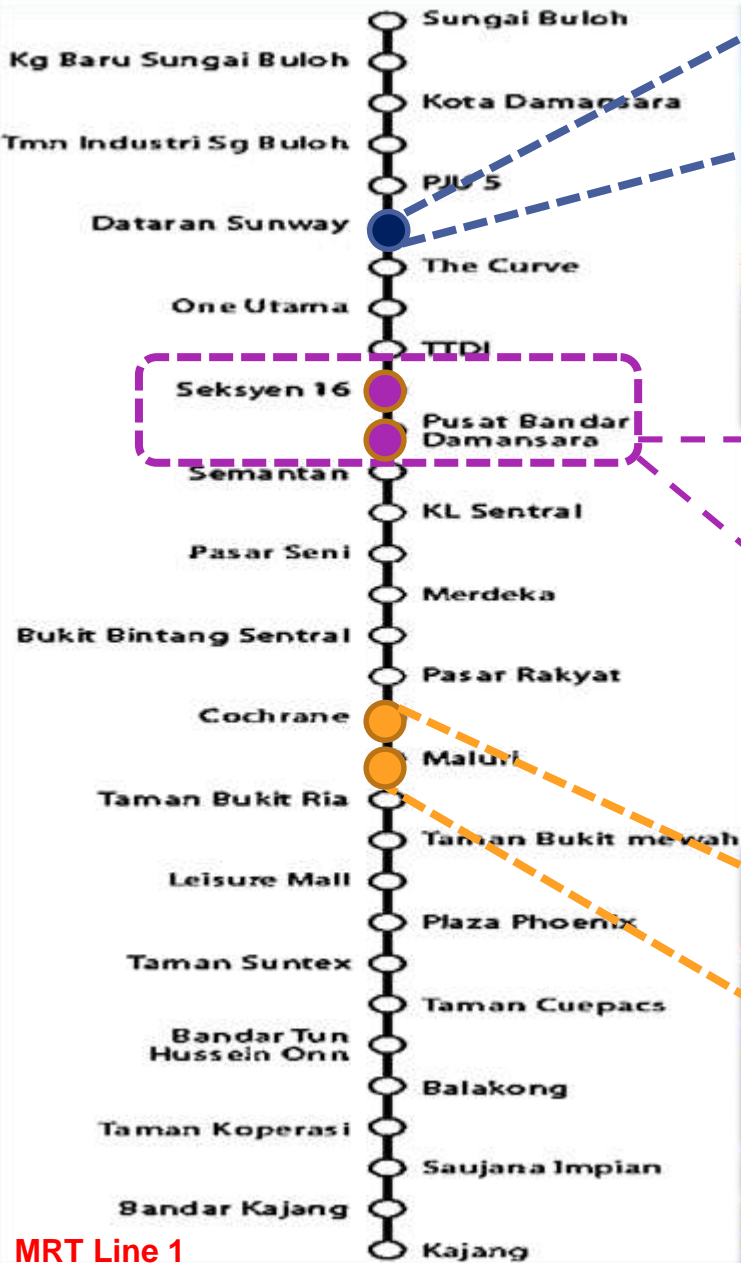 Sungai Buloh
Kg Baru Sungai Buloh
Kota Damansara
Tmn Industri Sg Buloh
PJU 5
Dataran Sunway
The Curve
One Utama
TTDI
Seksyen 16
Pusat Bandar
Damansara
Semantan
KL Sentral
Pasar Seni
Merdeka
Bukit Bintang Sentral
Pasar Rakyat
Cochrane
Maluri
Taman Bukit Ria
Taman Bukit mewah
Leisure Mall
Plaza Phoenix
Taman Suntex
Taman Cuepacs
Bandar Tun
Hussein Onn
Balakong
Taman Koperasi
Saujana Impian
Bandar Kajang
Kajang
MRT Line 1